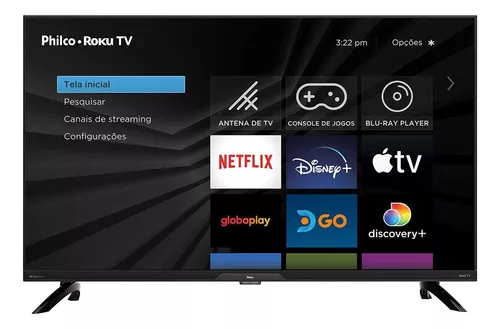 Philco • Roku TV
3:22 pm Opções ✱
Tela inicial
Pesquisar
Canais de streaming
Configurações
ANTENA DE TV
CONSOLE DE JOGOS
BLU-RAY PLAYER
NETFLIX
Disney+
tv
globoplay
DGO
discovery+
Philco
Roku TV